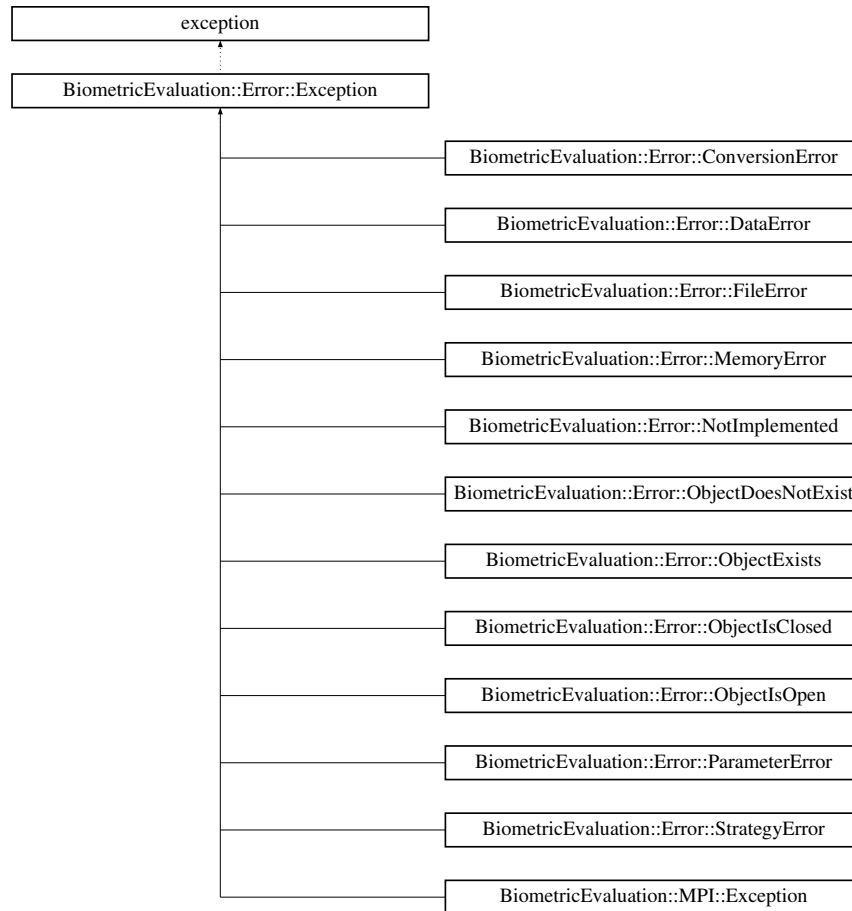 exception
BiometricEvaluation::Error::Exception
BiometricEvaluation::Error::ConversionError
BiometricEvaluation::Error::DataError
BiometricEvaluation::Error::FileError
BiometricEvaluation::Error::MemoryError
BiometricEvaluation::Error::NotImplemented
BiometricEvaluation::Error::ObjectDoesNotExist
BiometricEvaluation::Error::ObjectExists
BiometricEvaluation::Error::ObjectIsClosed
BiometricEvaluation::Error::ObjectIsOpen
BiometricEvaluation::Error::ParameterError
BiometricEvaluation::Error::StrategyError
BiometricEvaluation::MPI::Exception